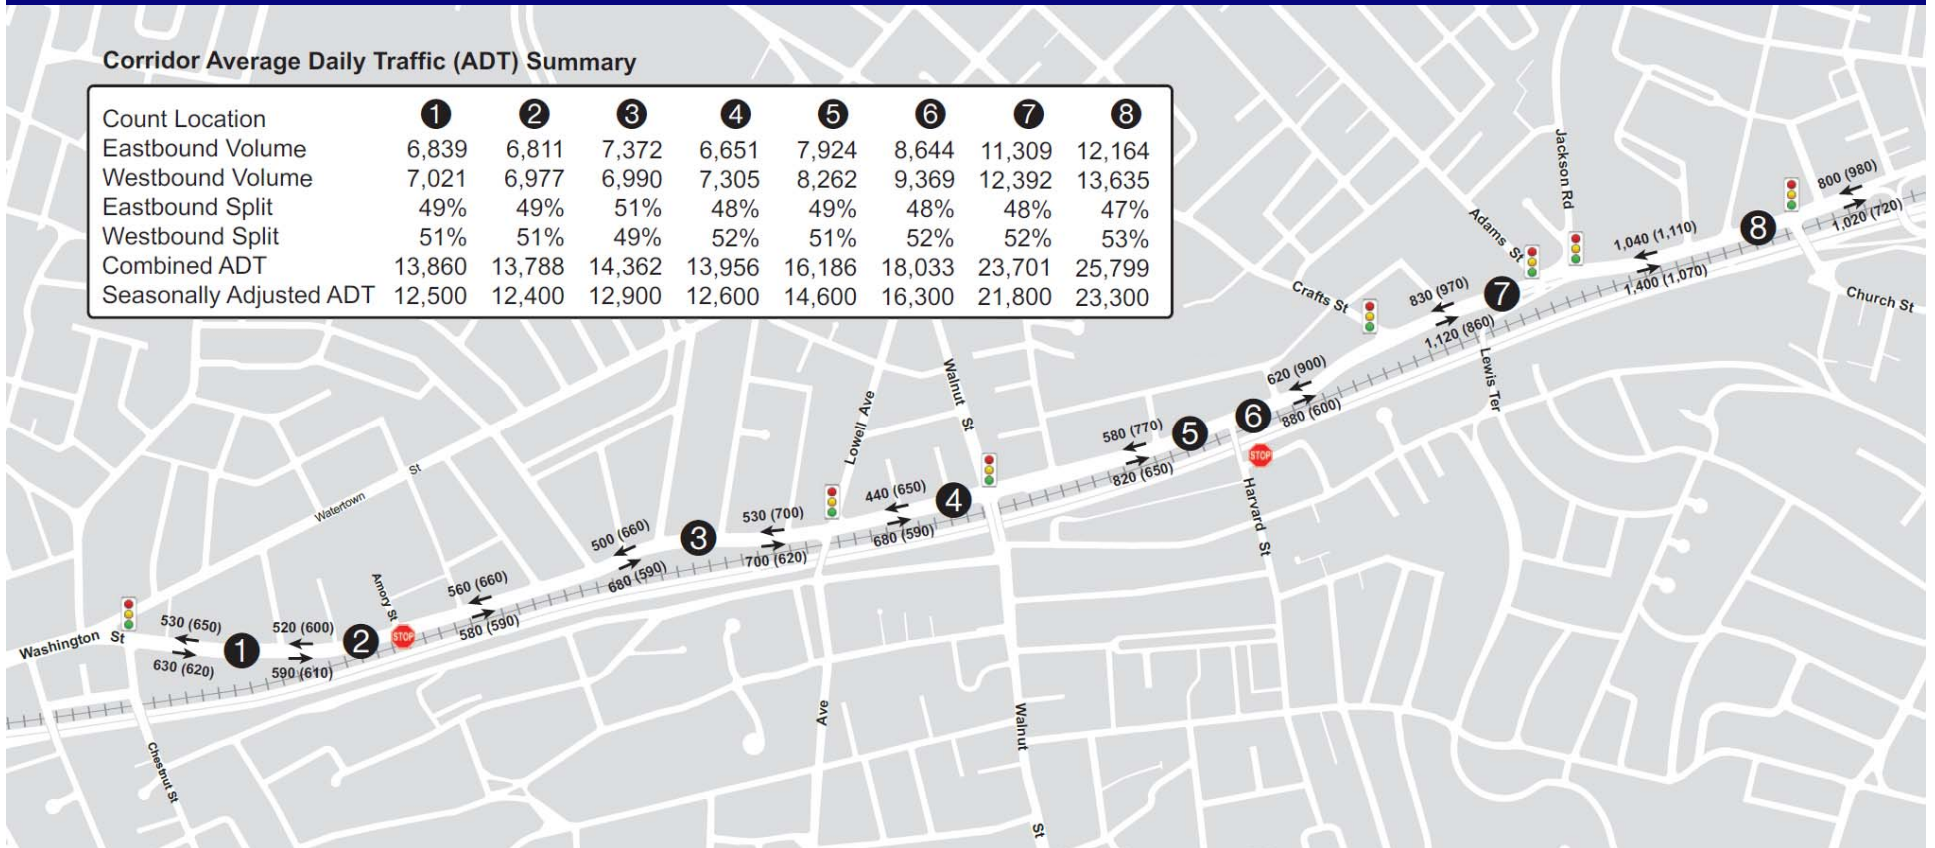 Corridor Average Daily Traffic (ADT) Summary
Count Location 1 2 3 4 5 6 7 8
Eastbound Volume 6,839 6,811 7,372 6,651 7,924 8,644 11,309 12,164
Westbound Volume 7,021 6,977 6,990 7,305 8,262 9,369 12,392 13,635
Eastbound Split 49% 49% 51% 48% 49% 48% 48% 47%
Westbound Split 51% 51% 49% 52% 51% 52% 52% 53%
Combined ADT 13,860 13,788 14,362 13,956 16,186 18,033 23,701 25,799
Seasonally Adjusted ADT 12,500 12,400 12,900 12,600 14,600 16,300 21,800 23,300
Jackson Rd
800 (980)
1,020 (720)
8
Adams St
1,040 (1,110)
1,400 (1,070)
Church St
Crafts St
830 (970)
7
1,120 (860)
Lewis Ter
620 (900)
880 (600)
6
Walnut St
Lowell Ave
580 (770)
5
820 (650)
STOP
Harvard St
440 (650)
4
680 (590)
Watertown St
530 (700)
3
700 (620)
500 (660)
680 (590)
Amory St
560 (660)
580 (590)
STOP
Washington St
530 (650)
1
520 (600)
2
630 (620)
590 (610)
Chestnut St
Ave
Walnut
St